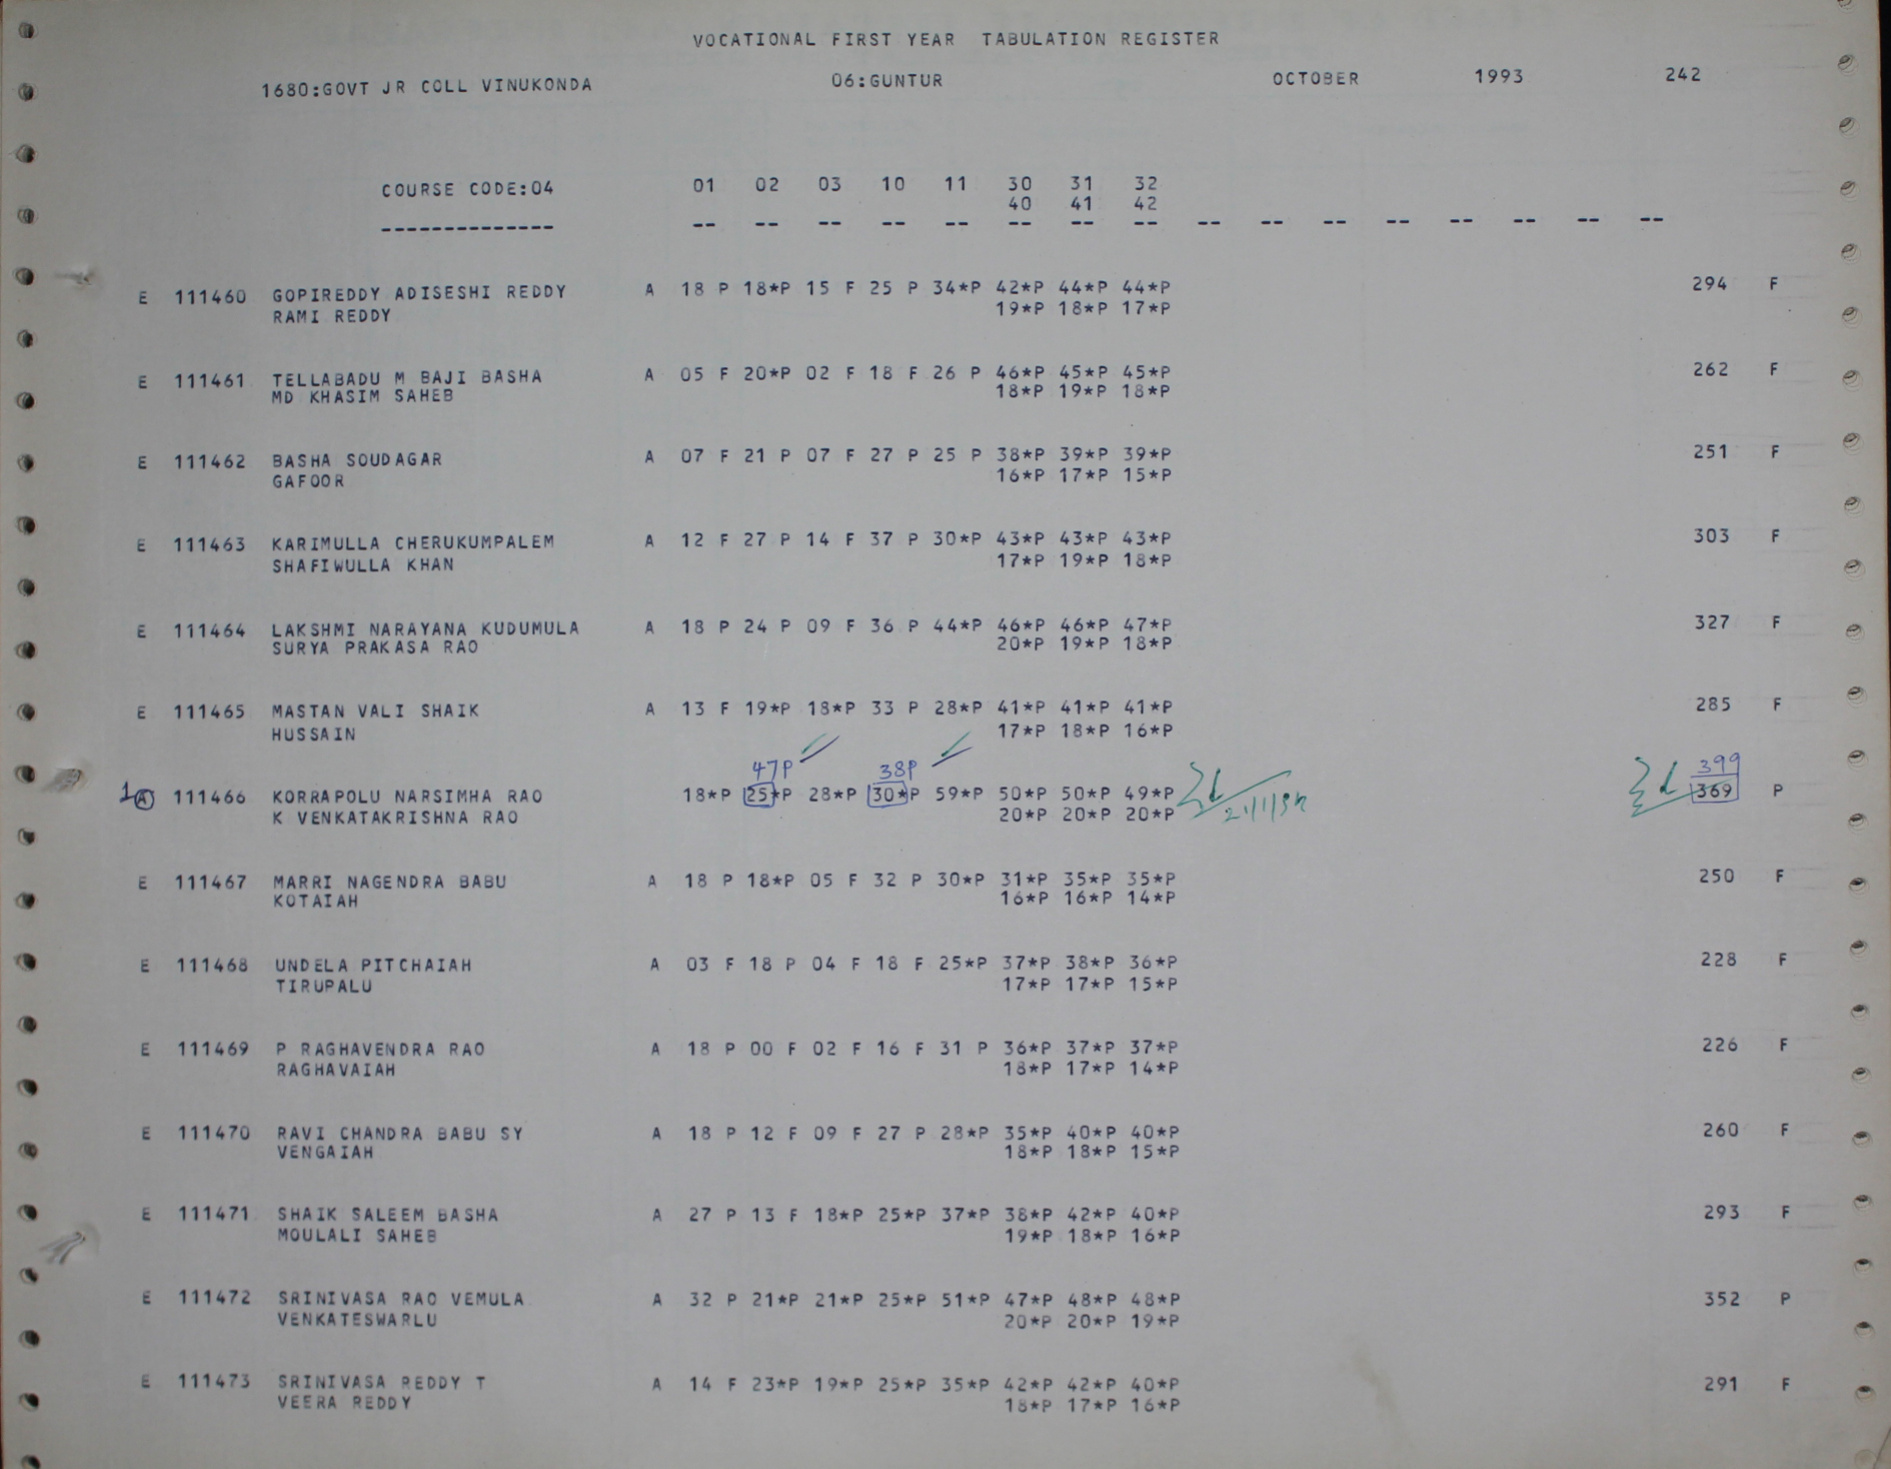 VOCATIONAL FIRST YEAR TABULATION REGISTER
1680:GOVT JR COLL VINUKONDA 06:GUNTUR OCTOBER 1993 242
COURSE CODE:04 01 02 03 10 11 30 31 32
40 41 42
-------------- -- -- -- -- -- -- -- -- -- -- -- -- -- -- -- --
E 111460 GOPIREDDY ADISESHI REDDY A 18 P 18*P 15 F 25 P 34*P 42*P 44*P 44*P 294 F
RAMI REDDY 19*P 18*P 17*P
E 111461 TELLABADU M BAJI BASHA A 05 F 20*P 02 F 18 F 26 P 46*P 45*P 45*P 262 F
MD KHASIM SAHEB 18*P 19*P 18*P
E 111462 BASHA SOUDAGAR A 07 F 21 P 07 F 27 P 25 P 38*P 39*P 39*P 251 F
GAFOOR 16*P 17*P 15*P
E 111463 KARIMULLA CHERUKUMPALEM A 12 F 27 P 14 F 37 P 30*P 43*P 43*P 43*P 303 F
SHAFIWULLA KHAN 17*P 19*P 18*P
E 111464 LAKSHMI NARAYANA KUDUMULA A 18 P 24 P 09 F 36 P 44*P 46*P 46*P 47*P 327 F
SURYA PRAKASA RAO 20*P 19*P 18*P
E 111465 MASTAN VALI SHAIK A 13 F 19*P 18*P 33 P 28*P 41*P 41*P 41*P 285 F
HUSSAIN 17*P 18*P 16*P
47P 38P 399
1 A 111466 KORRAPOLU NARSIMHA RAO 18*P 25*P 28*P 30*P 59*P 50*P 50*P 49*P 369 P
K VENKATAKRISHNA RAO 20*P 20*P 20*P
E 111467 MARRI NAGENDRA BABU A 18 P 18*P 05 F 32 P 30*P 31*P 35*P 35*P 250 F
KOTAIAH 16*P 16*P 14*P
E 111468 UNDELA PITCHAIAH A 03 F 18 P 04 F 18 F 25*P 37*P 38*P 36*P 228 F
TIRUPALU 17*P 17*P 15*P
E 111469 P RAGHAVENDRA RAO A 18 P 00 F 02 F 16 F 31 P 36*P 37*P 37*P 226 F
RAGHAVAIAH 18*P 17*P 14*P
E 111470 RAVI CHANDRA BABU SY A 18 P 12 F 09 F 27 P 28*P 35*P 40*P 40*P 260 F
VENGAIAH 18*P 18*P 15*P
E 111471 SHAIK SALEEM BASHA A 27 P 13 F 18*P 25*P 37*P 38*P 42*P 40*P 293 F
MOULALI SAHEB 19*P 18*P 16*P
E 111472 SRINIVASA RAO VEMULA A 32 P 21*P 21*P 25*P 51*P 47*P 48*P 48*P 352 P
VENKATESWARLU 20*P 20*P 19*P
E 111473 SRINIVASA REDDY T A 14 F 23*P 19*P 25*P 35*P 42*P 42*P 40*P 291 F
VEERA REDDY 18*P 17*P 16*P